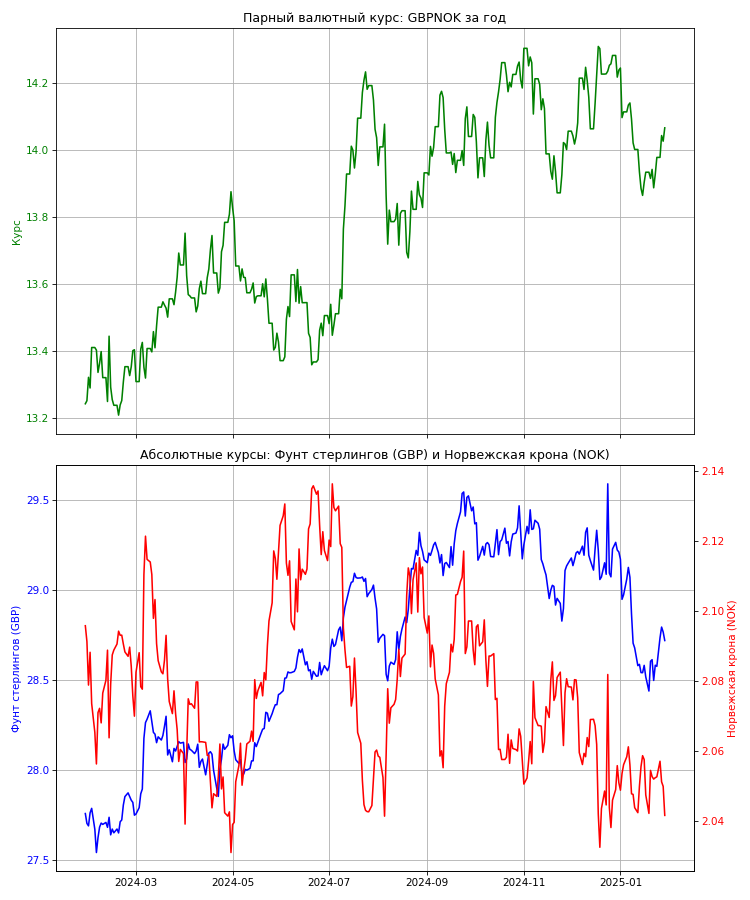 Парный валютный курс: GBPNOK за год
Курс
14.2
14.0
13.8
13.6
13.4
13.2
Абсолютные курсы: Фунт стерлингов (GBP) и Норвежская крона (NOK)
Фунт стерлингов (GBP)
29.5
29.0
28.5
28.0
27.5
2.14
2.12
2.10
2.08
2.06
2.04
Норвежская крона (NOK)
2024-03 2024-05 2024-07 2024-09 2024-11 2025-01